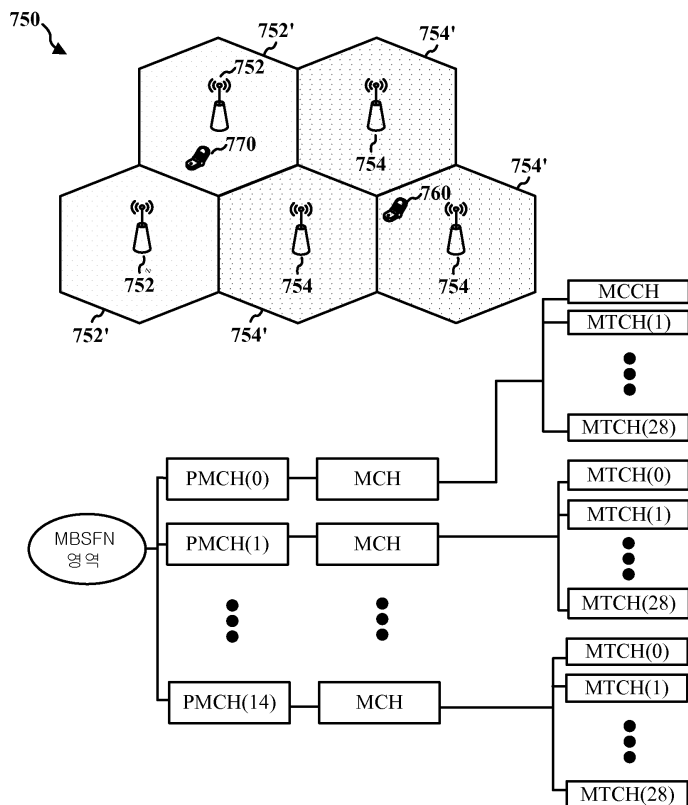 750
752'
754'
752
770
754
754'
760
752
754
754
752'
754'
MCCH
MTCH(1)
MTCH(28)
PMCH(0)
MCH
MTCH(0)
MTCH(1)
MBSFN
영역
PMCH(1)
MCH
MTCH(28)
MTCH(0)
PMCH(14)
MCH
MTCH(1)
MTCH(28)